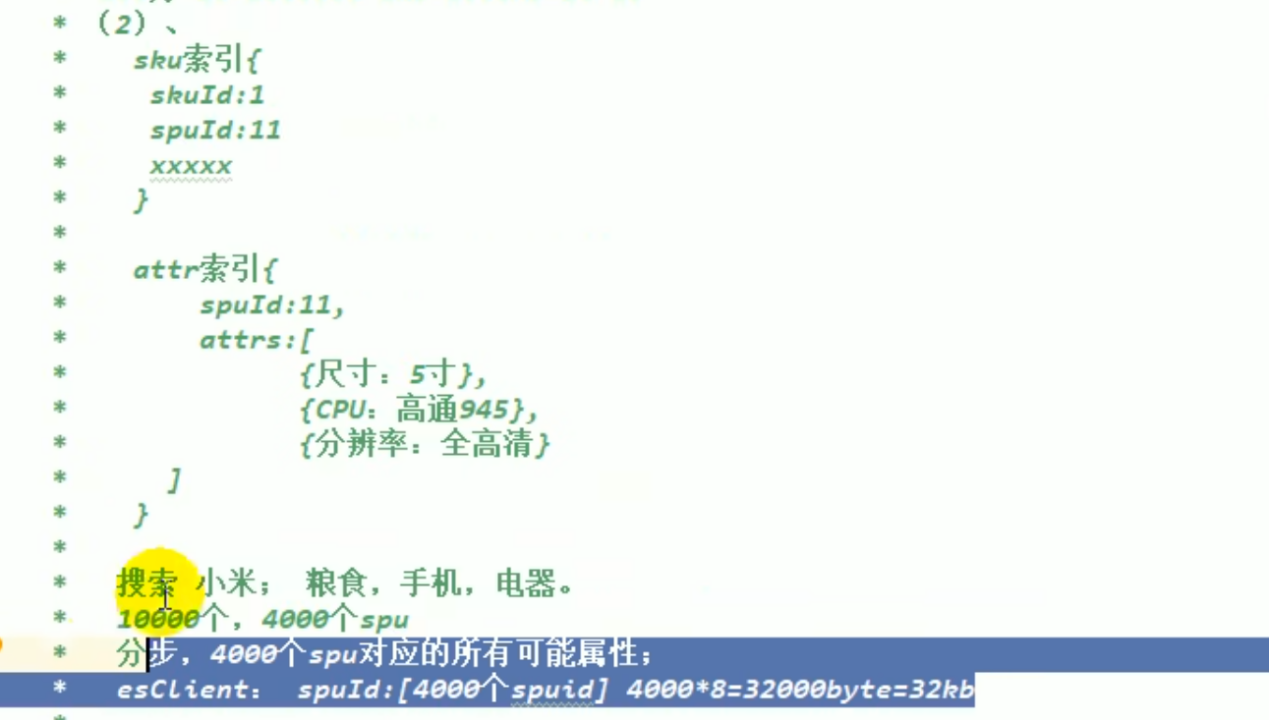 * （2）、
* sku索引{
* skuId:1
* spuId:11
* xxxxx
* }
*
* attr索引{
* spuId:11,
* attrs:[
* {尺寸：5寸},
* {CPU：高通945},
* {分辨率：全高清}
* ]
* }
*
* 搜索 小米； 粮食，手机，电器。
* 10000个，4000个spu
* 分步，4000个spu对应的所有可能属性；
* esClient： spuId:[4000个spuid] 4000*8=32000byte=32kb
*